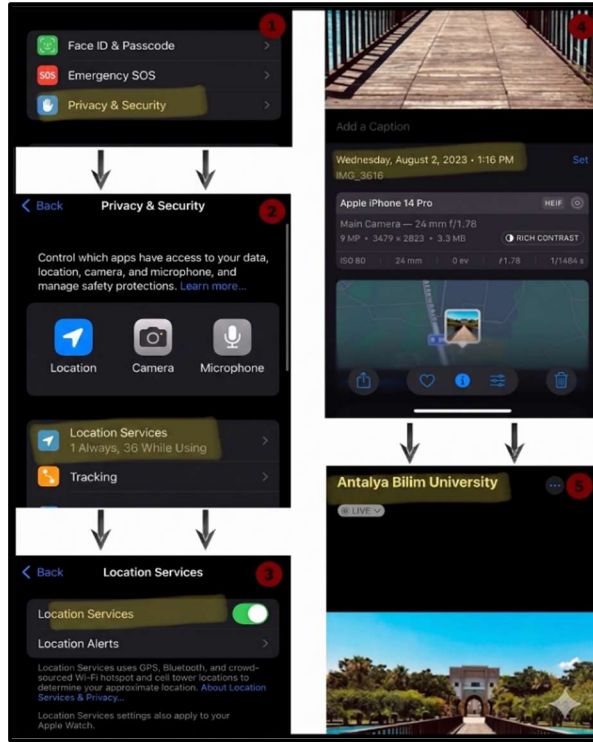 1
Face ID & Passcode
SOS Emergency SOS
Privacy & Security
Back Privacy & Security
2
Control which apps have access to your data,
location, camera, and microphone, and
manage safety protections. Learn more...
Location Camera Microphone
Location Services
1 Always, 36 While Using
Tracking
Back Location Services
3
Location Services
Location Alerts
Location Services uses GPS, Bluetooth, and crowd-
sourced Wi-Fi hotspot and cell tower locations to
determine your approximate location. About Location
Services & Privacy...
Location Services settings also apply to your
Apple Watch.
4
Add a Caption
Wednesday, August 2, 2023 • 1:16 PM Set
IMG_3616
Apple iPhone 14 Pro HEIF
Main Camera — 24 mm f/1.78
9 MP • 3479 × 2823 • 3.3 MB RICH CONTRAST
ISO 80 24 mm 0 ev ƒ1.78 1/1484 s
Antalya Bilim University
5
LIVE